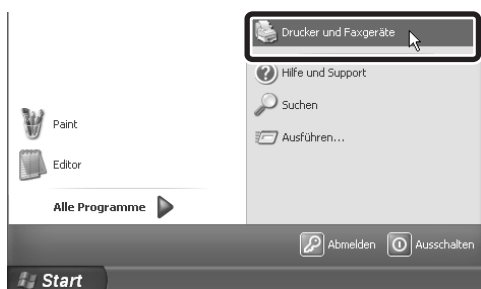 Drucker und Faxgeräte
Hilfe und Support
Suchen
Ausführen...
Paint
Editor
Alle Programme
Abmelden
Ausschalten
Start